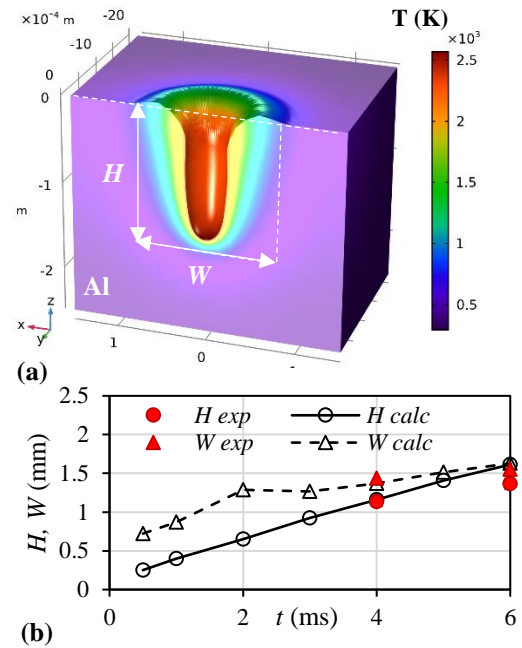 ×10⁻⁴ m
-20
-10
0
T (K)
×10³
0
-1
m
-2
H
W
Al
2.5
2
1.5
1
0.5
z
x
y
1
0
-
(a)
2.5
2
1.5
1
0.5
0
H, W (mm)
H exp
H calc
W exp
W calc
0
2
4
6
t (ms)
(b)